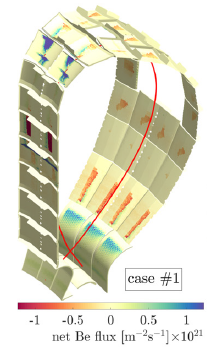 case #1
-1 -0.5 0 0.5 1
net Be flux [m⁻²s⁻¹]×10²¹